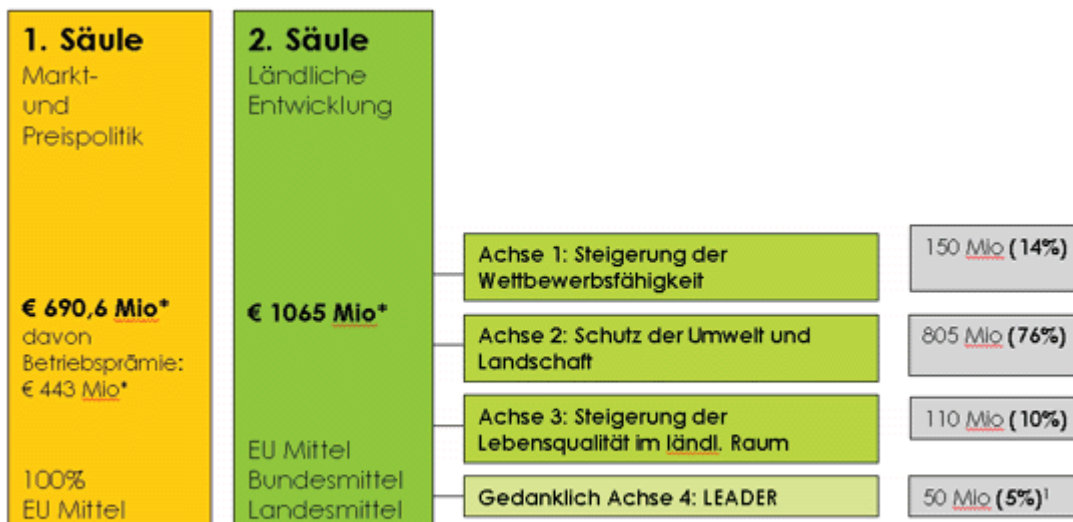 1. Säule
Markt-
und
Preispolitik
€ 690,6 Mio*
davon
Betriebsprämie:
€ 443 Mio*
100%
EU Mittel
2. Säule
Ländliche
Entwicklung
€ 1065 Mio*
EU Mittel
Bundesmittel
Landesmittel
Achse 1: Steigerung der
Wettbewerbsfähigkeit
150 Mio (14%)
Achse 2: Schutz der Umwelt und
Landschaft
805 Mio (76%)
Achse 3: Steigerung der
Lebensqualität im ländl. Raum
110 Mio (10%)
Gedanklich Achse 4: LEADER
50 Mio (5%)¹